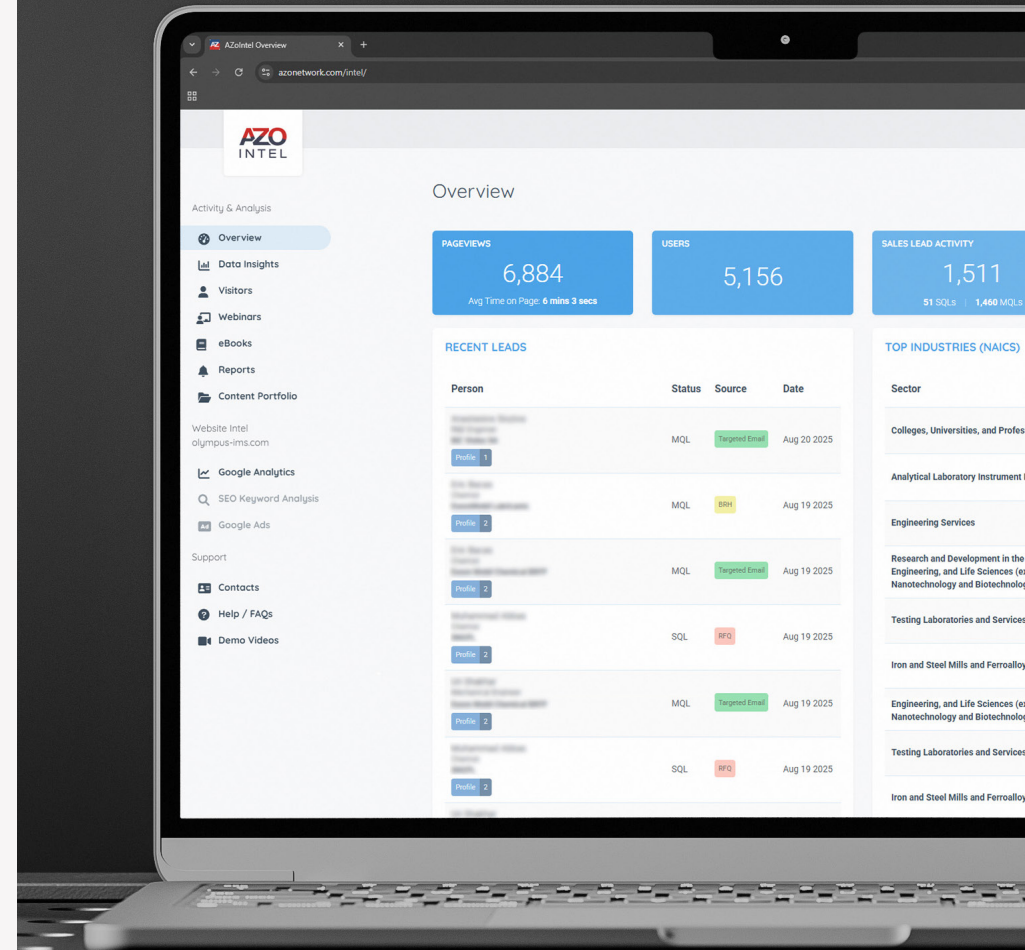 AZoIntel Overview
azonetwork.com/intel/
AZO
INTEL
Activity & Analysis
Overview
Data Insights
Visitors
Webinars
eBooks
Reports
Content Portfolio
Website Intel
olympus-ims.com
Google Analytics
SEO Keyword Analysis
Google Ads
Support
Contacts
Help / FAQs
Demo Videos
Overview
PAGEVIEWS
6,884
Avg Time on Page: 6 mins 3 secs
USERS
5,156
SALES LEAD ACTIVITY
1,511
51 SQLs | 1,460 MQLs
RECENT LEADS
Person Status Source Date
MQL Targeted Email Aug 20 2025
Profile 1
MQL BRH Aug 19 2025
Profile 2
MQL Targeted Email Aug 19 2025
Profile 2
SQL RFQ Aug 19 2025
Profile 2
MQL Targeted Email Aug 19 2025
Profile 2
SQL RFQ Aug 19 2025
Profile 2
TOP INDUSTRIES (NAICS)
Sector
Colleges, Universities, and Profes
Analytical Laboratory Instrument
Engineering Services
Research and Development in the
Engineering, and Life Sciences (ex
Nanotechnology and Biotechnolog
Testing Laboratories and Services
Iron and Steel Mills and Ferroalloy
Engineering, and Life Sciences (ex
Nanotechnology and Biotechnolog
Testing Laboratories and Services
Iron and Steel Mills and Ferroalloy